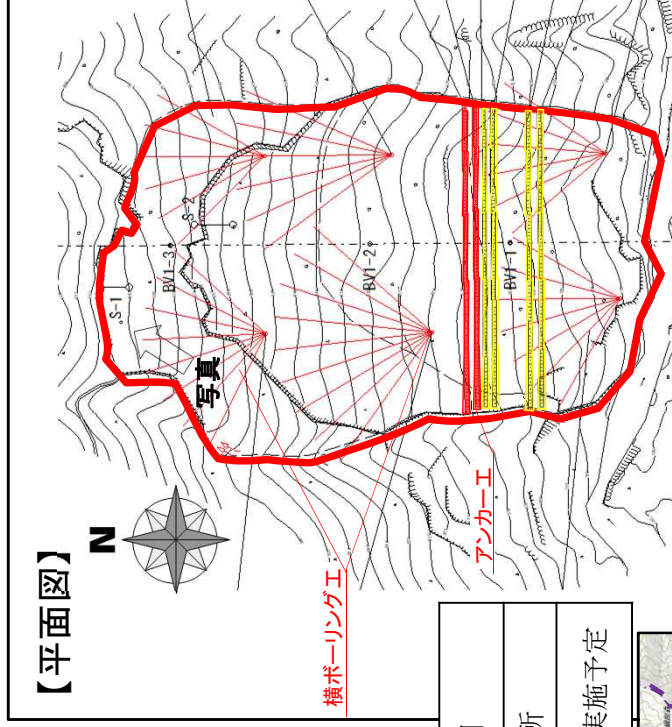 【平面図】
N
S-1
BV1-3
S-2
写真
BV1-2
BV1-1
横ボーリング工
アンカー工
所
実施予定